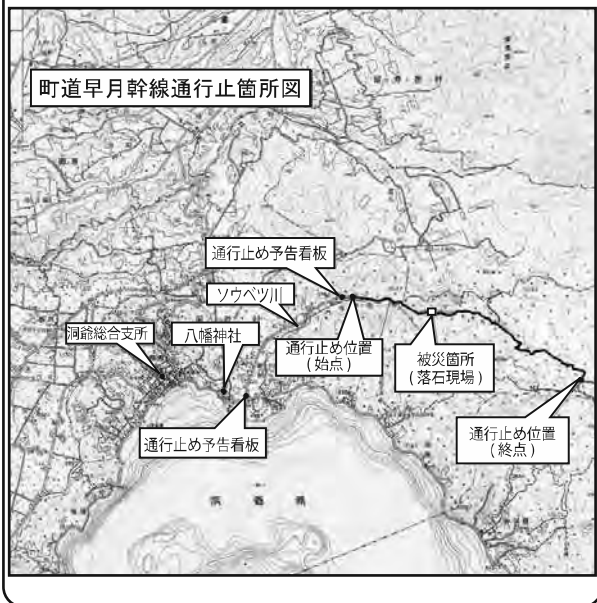 町道早月幹線通行止箇所図
通行止め予告看板
ソウベツ川
洞爺総合支所
八幡神社
通行止め位置
(始点)
被災箇所
(落石現場)
通行止め予告看板
通行止め位置
(終点)